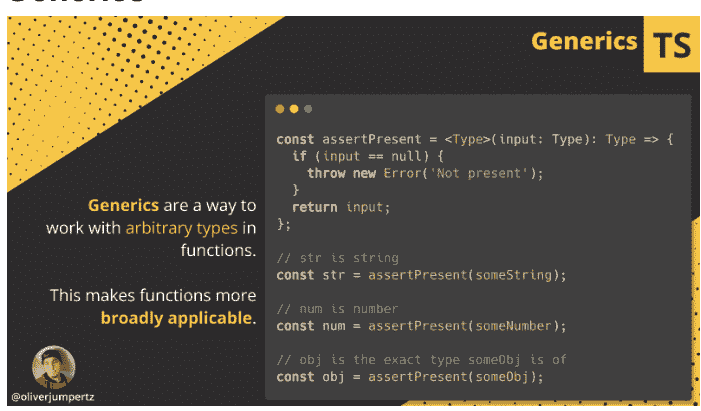 Generics
Generics TS
Generics are a way to
work with arbitrary types in
functions.
This makes functions more
broadly applicable.
@oliverjumpertz
const assertPresent = <Type>(input: Type): Type => {
  if (input == null) {
    throw new Error('Not present');
  }
  return input;
};
// str is string
const str = assertPresent(someString);
// num is number
const num = assertPresent(someNumber);
// obj is the exact type someObj is of
const obj = assertPresent(someObj);